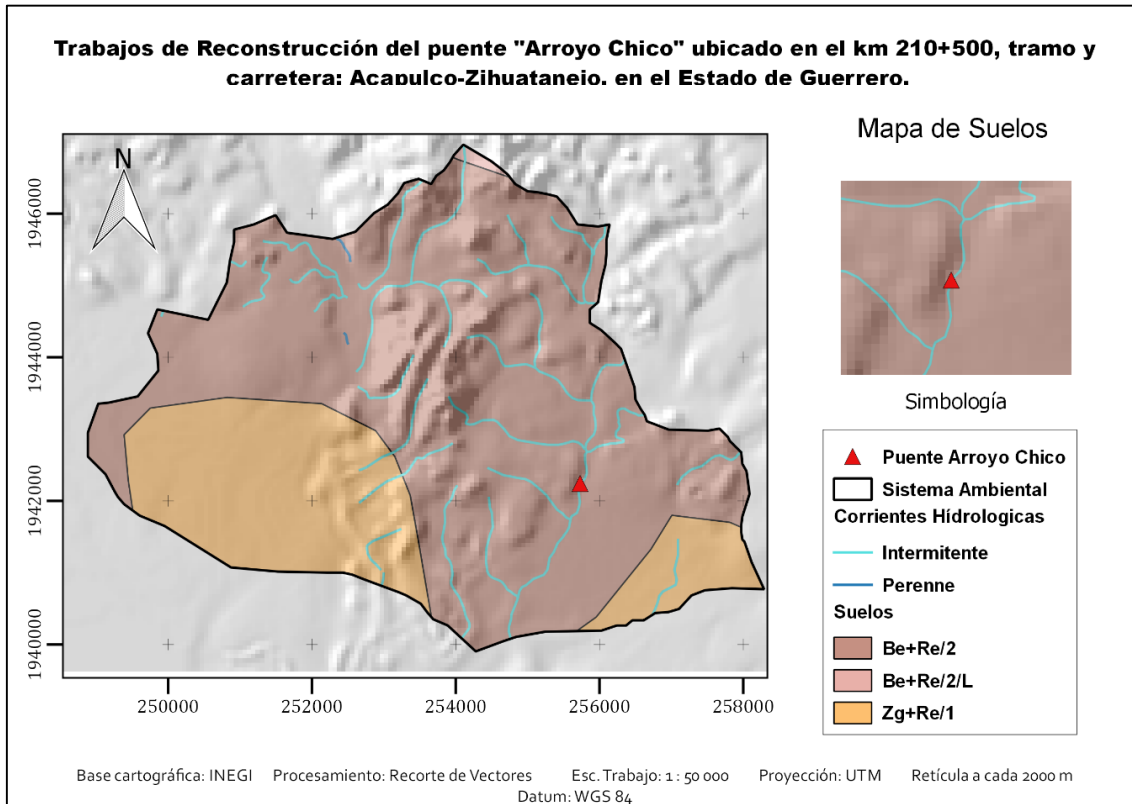 Trabajos de Reconstrucción del puente "Arroyo Chico" ubicado en el km 210+500, tramo y
carretera: Acapulco-Zihuatanejo, en el Estado de Guerrero.
Mapa de Suelos
N
1946000
1944000
1942000
1940000
250000
252000
254000
256000
258000
Simbología
Puente Arroyo Chico
Sistema Ambiental
Corrientes Hídrologicas
Intermitente
Perenne
Suelos
Be+Re/2
Be+Re/2/L
Zg+Re/1
Base cartográfica: INEGI Procesamiento: Recorte de Vectores Esc. Trabajo: 1 : 50 000 Proyección: UTM Retícula a cada 2000 m
Datum: WGS 84